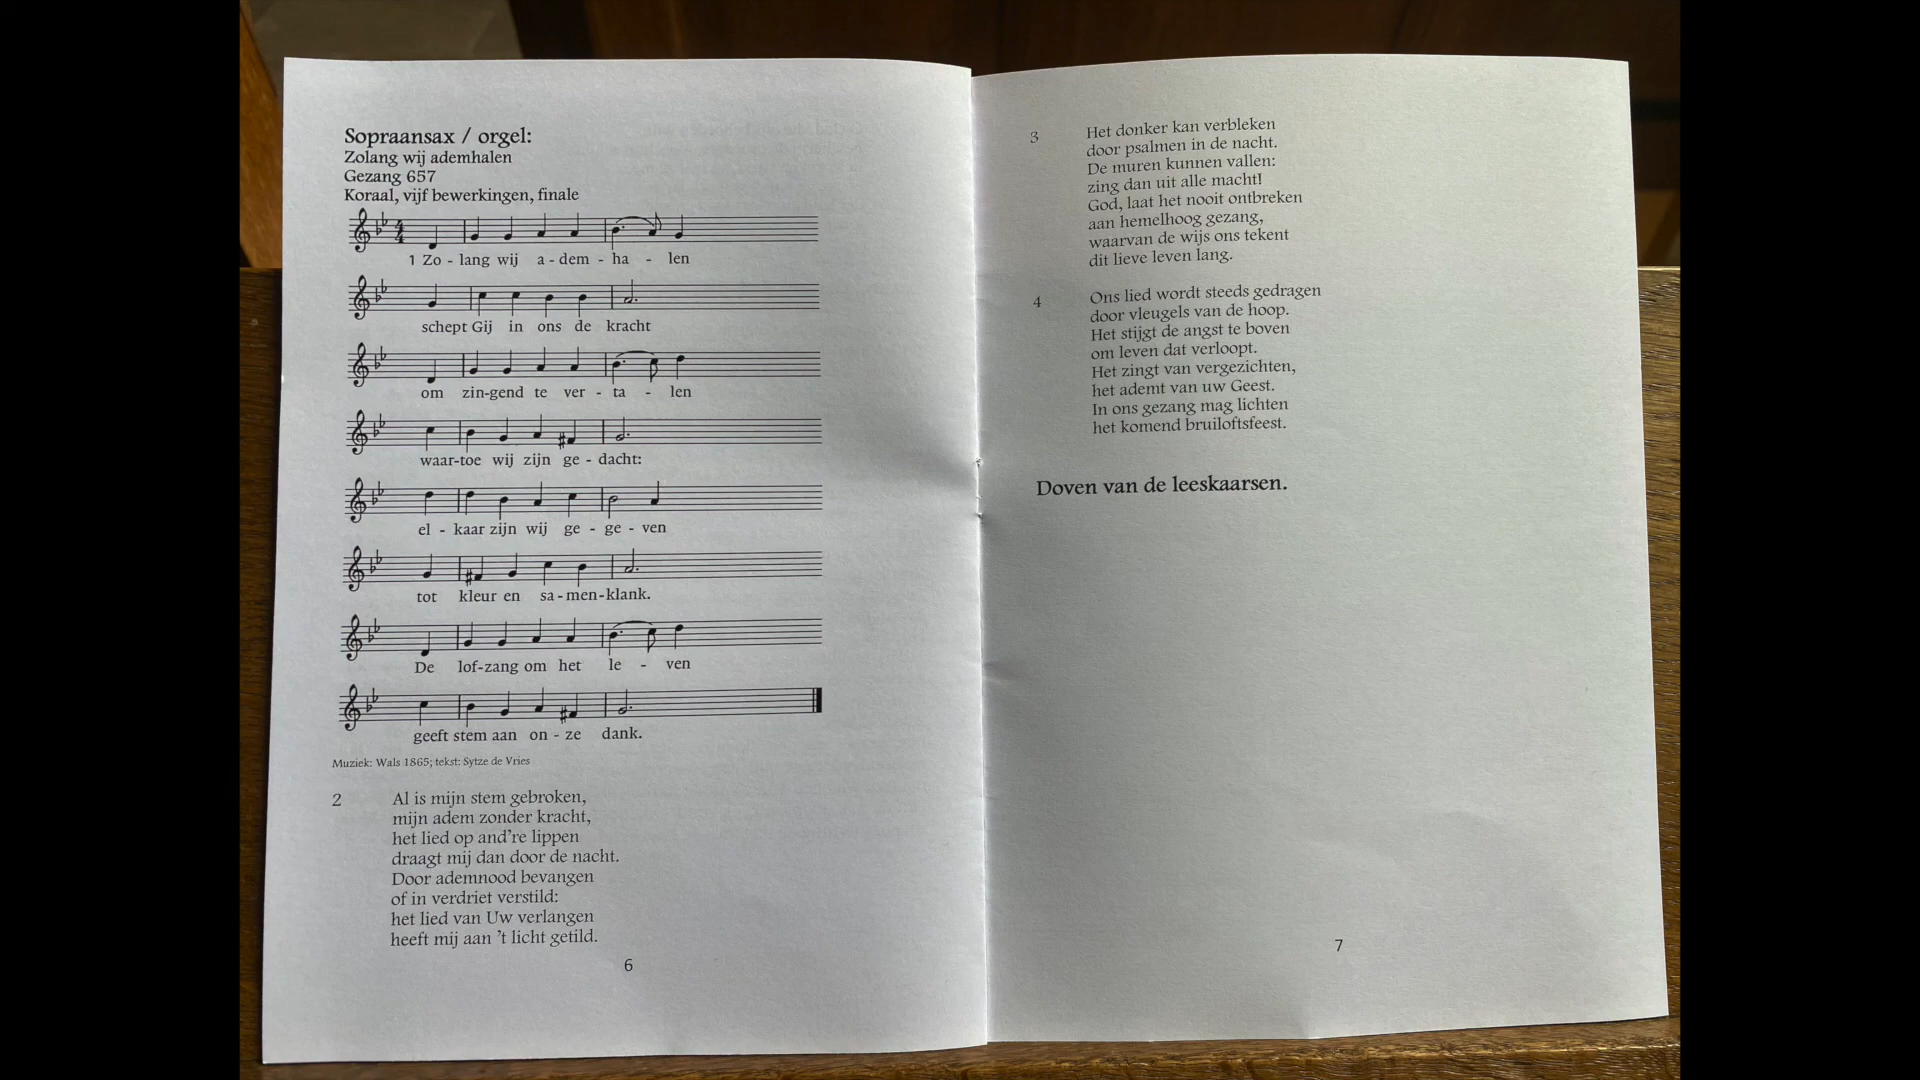 Sopraansax / orgel:
Zolang wij ademhalen
Gezang 657
Koraal, vijf bewerkingen, finale
1 Zo - lang wij a - dem - ha - len
schept Gij in ons de kracht
om zin-gend te ver - ta - len
waar-toe wij zijn ge - dacht:
el - kaar zijn wij ge - ge - ven
tot kleur en sa - men-klank.
De lof-zang om het le - ven
geeft stem aan on - ze dank.
Muziek: Wals 1865; tekst: Sytze de Vries
2 Al is mijn stem gebroken,
mijn adem zonder kracht,
het lied op and're lippen
draagt mij dan door de nacht.
Door ademnood bevangen
of in verdriet verstild:
het lied van Uw verlangen
heeft mij aan 't licht getild.
6
3 Het donker kan verbleken
door psalmen in de nacht.
De muren kunnen vallen:
zing dan uit alle macht!
God, laat het nooit ontbreken
aan hemelhoog gezang,
waarvan de wijs ons tekent
dit lieve leven lang.
4 Ons lied wordt steeds gedragen
door vleugels van de hoop.
Het stijgt de angst te boven
om leven dat verloopt.
Het zingt van vergezichten,
het ademt van uw Geest.
In ons gezang mag lichten
het komend bruiloftsfeest.
Doven van de leeskaarsen.
7